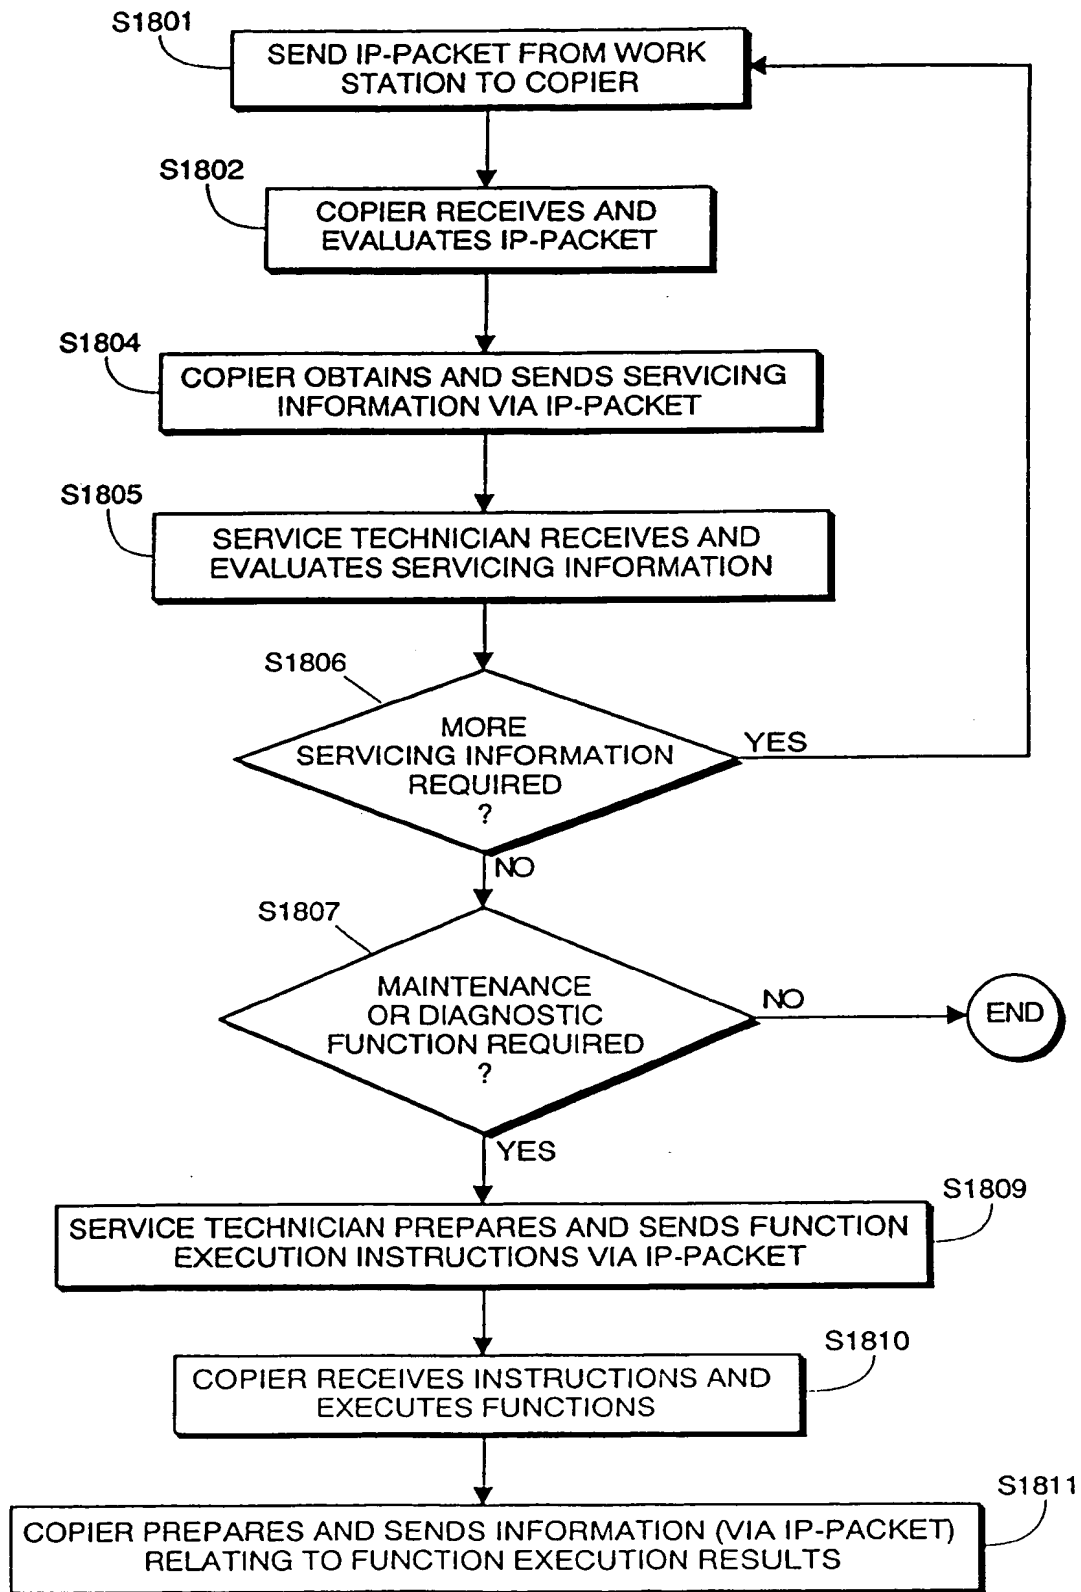 S1801
SEND IP-PACKET FROM WORK
STATION TO COPIER
S1802
COPIER RECEIVES AND
EVALUATES IP-PACKET
S1804
COPIER OBTAINS AND SENDS SERVICING
INFORMATION VIA IP-PACKET
S1805
SERVICE TECHNICIAN RECEIVES AND
EVALUATES SERVICING INFORMATION
S1806
MORE
SERVICING INFORMATION
REQUIRED
?
YES
NO
S1807
MAINTENANCE
OR DIAGNOSTIC
FUNCTION REQUIRED
?
NO
END
YES
S1809
SERVICE TECHNICIAN PREPARES AND SENDS FUNCTION
EXECUTION INSTRUCTIONS VIA IP-PACKET
S1810
COPIER RECEIVES INSTRUCTIONS AND
EXECUTES FUNCTIONS
S1811
COPIER PREPARES AND SENDS INFORMATION (VIA IP-PACKET)
RELATING TO FUNCTION EXECUTION RESULTS